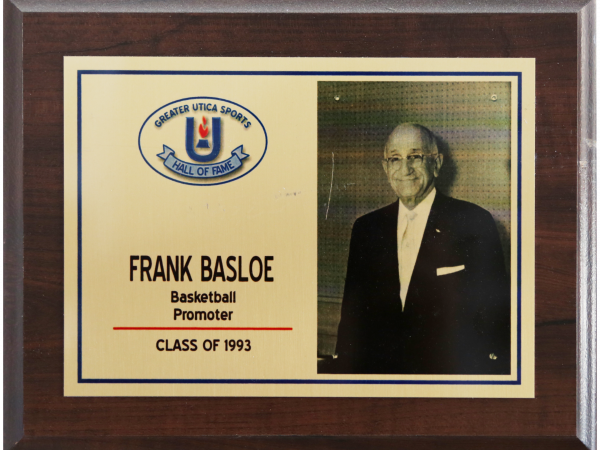 GREATER UTICA SPORTS
U
HALL OF FAME
FRANK BASLOE
Basketball
Promoter
CLASS OF 1993